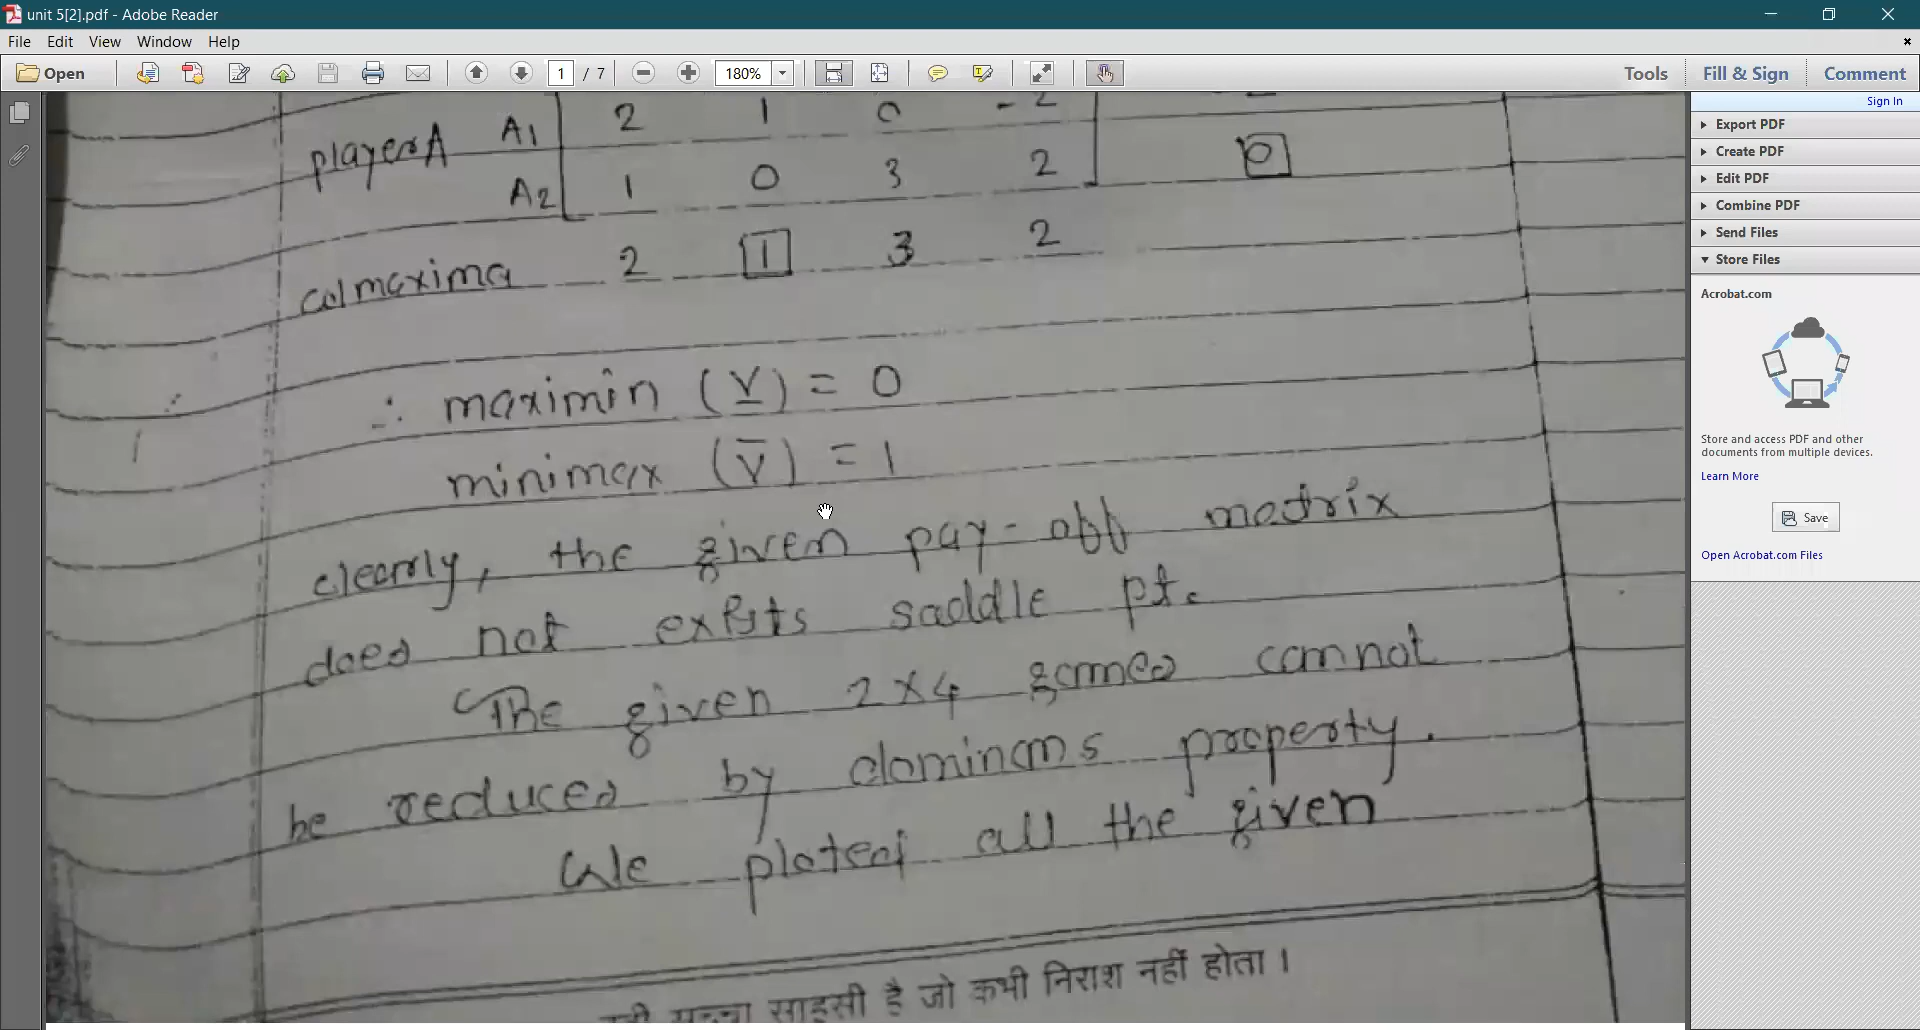 unit 5[2].pdf - Adobe Reader
File Edit View Window Help
Open 1 / 7 180% Tools Fill & Sign Comment
Sign In
Export PDF
Create PDF
Edit PDF
Combine PDF
Send Files
Store Files
Acrobat.com
Store and access PDF and other
documents from multiple devices.
Learn More
Save
Open Acrobat.com Files
player A A1 2 1 0 -2
A2 1 0 3 2 0
col maxima 2 1 3 2
∴ maximin (V) = 0
minimax (V̄) = 1
clearly, the given pay-off matrix
does not exists saddle pt.
The given 2×4 games cannot
be reduces by dominans property.
We ploted all the given
साहसी है जो कभी निराश नहीं होता ।